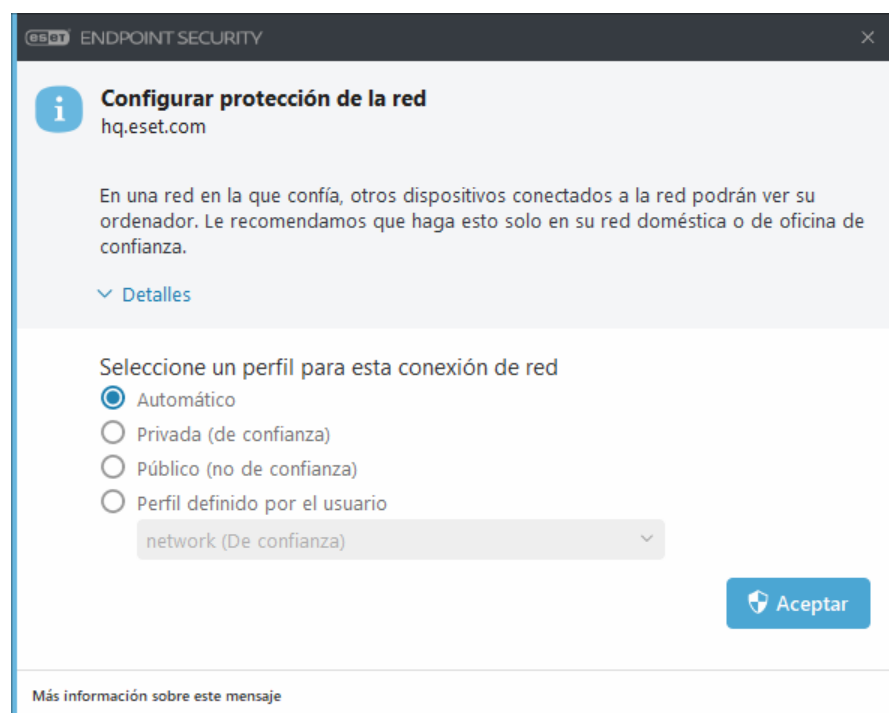 eset ENDPOINT SECURITY
Configurar protección de la red
hq.eset.com
En una red en la que confía, otros dispositivos conectados a la red podrán ver su
ordenador. Le recomendamos que haga esto solo en su red doméstica o de oficina de
confianza.
Detalles
Seleccione un perfil para esta conexión de red
Automático
Privada (de confianza)
Público (no de confianza)
Perfil definido por el usuario
network (De confianza)
Aceptar
Más información sobre este mensaje